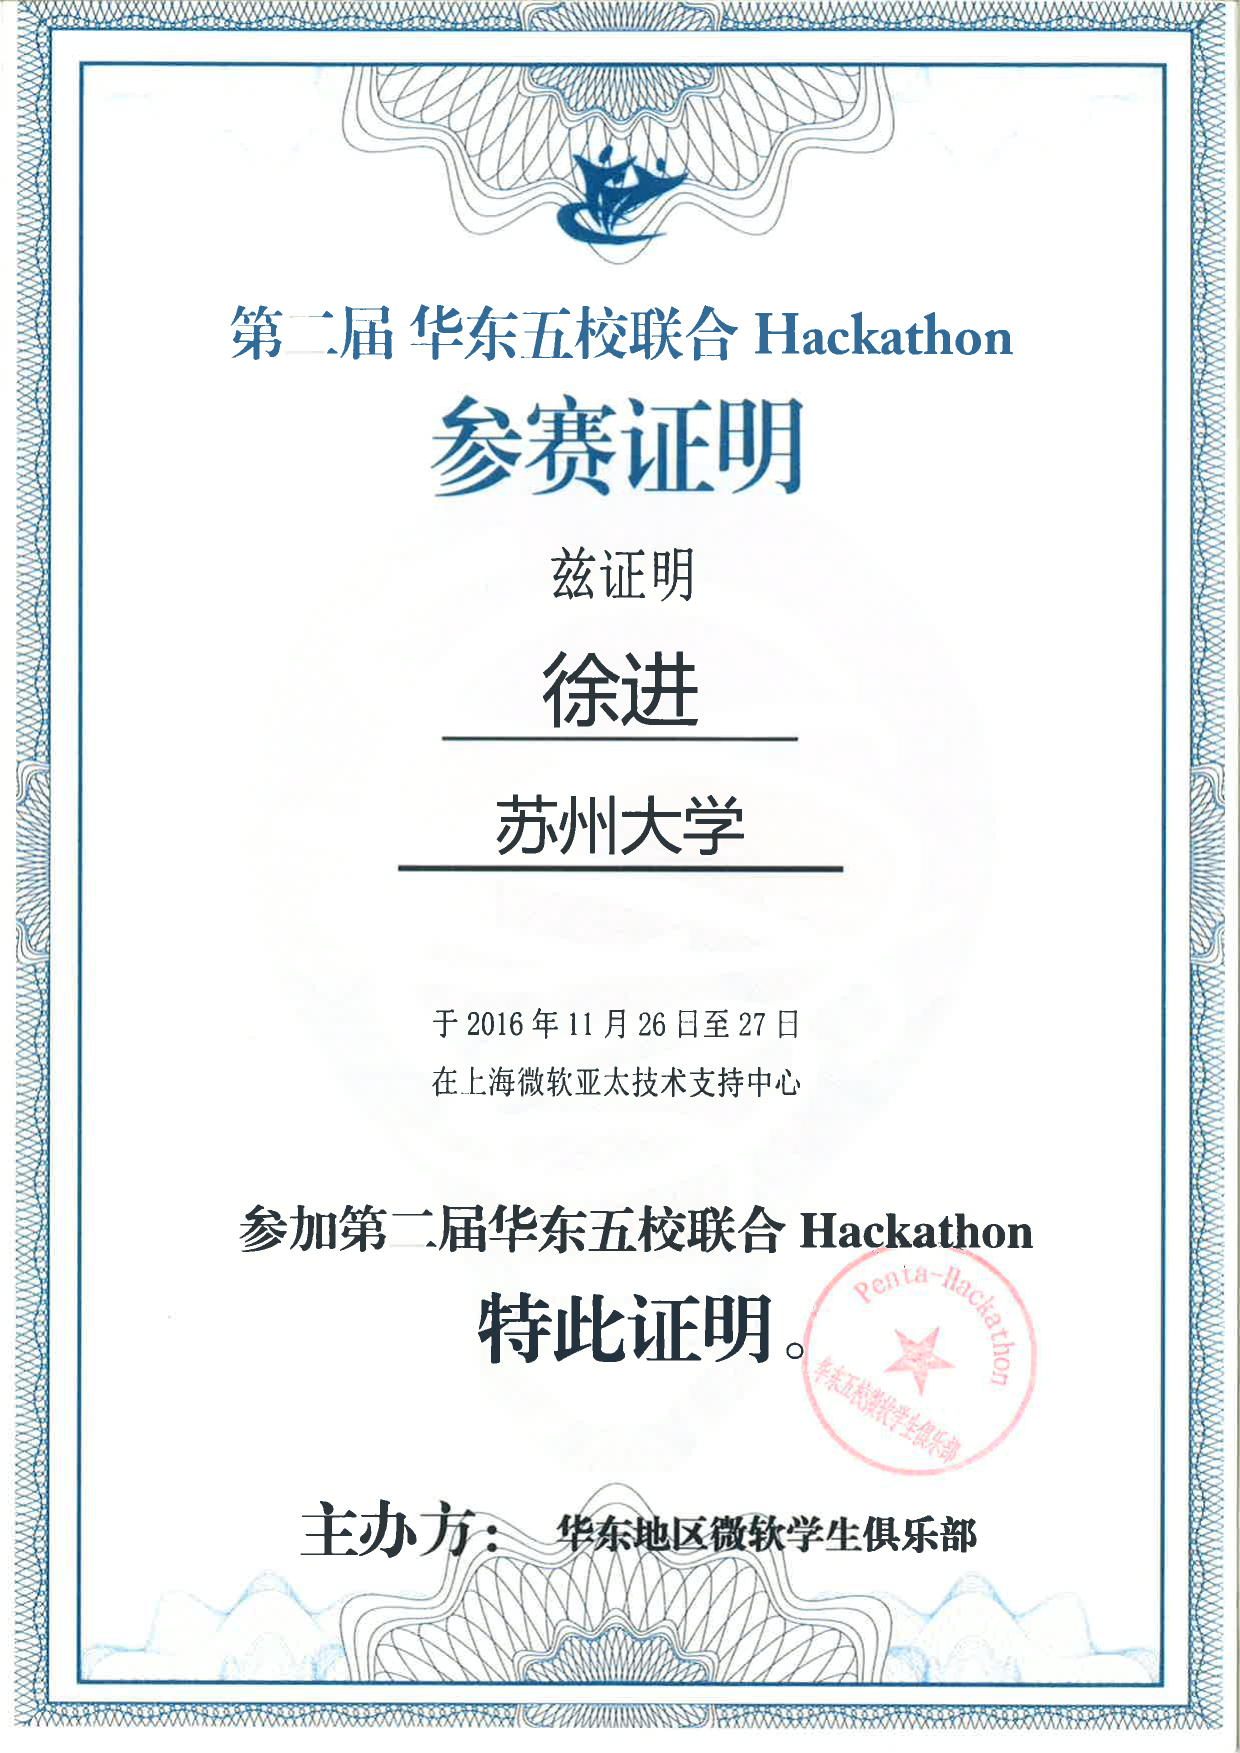 第二届 华东五校联合 Hackathon
参赛证明
兹证明
徐进
苏州大学
于 2016 年 11 月 26 日至 27 日
在上海微软亚太技术支持中心
参加第二届华东五校联合 Hackathon
特此证明。
Penta-Hackathon
华东五校微软学生俱乐部
主办方： 华东地区微软学生俱乐部